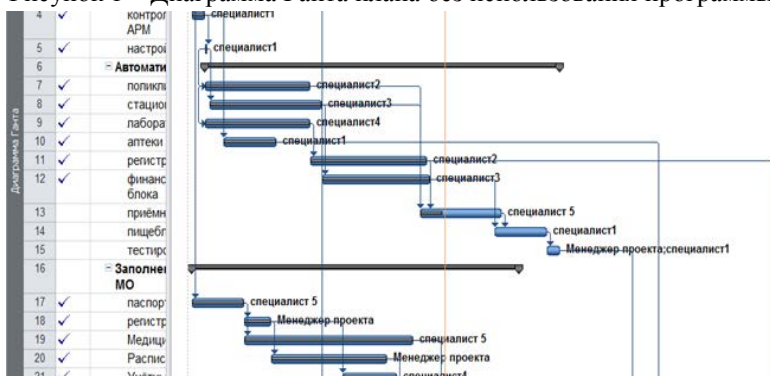 Рисунок 1 – Диаграмма Ганта плана без использования программы
Диаграмма Ганта
4 контрол специалист1
АРМ
5 настрой специалист1
6 Автомати
7 поликли специалист2
8 стацио специалист3
9 лабора специалист4
10 аптеки специалист1
11 регистр специалист2
12 финанс специалист3
блока
13 приёмн специалист 5
14 пищебл специалист1
15 тестиро Менеджер проекта;специалист1
16 Заполне
МО
17 паспор специалист 5
18 регистр Менеджер проекта
19 Медици специалист 5
20 Распис Менеджер проекта
21 специалист4